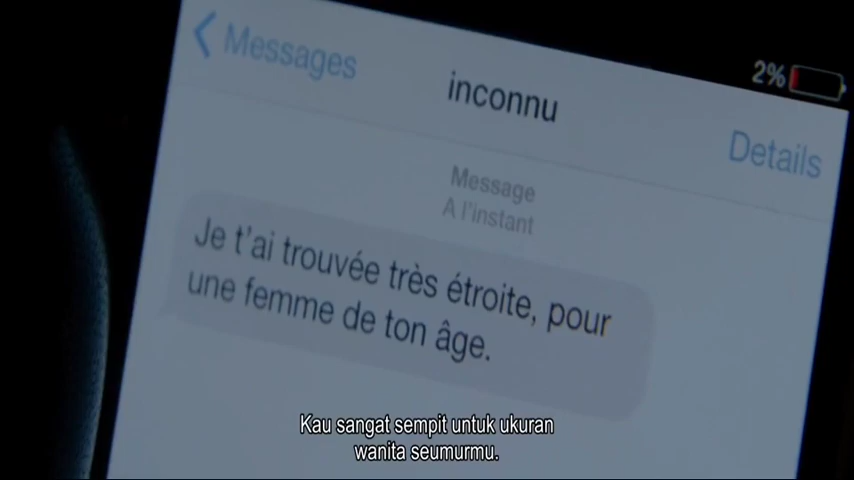 Messages
inconnu
2%
Details
Message
A l'instant
Je t'ai trouvée très étroite, pour
une femme de ton âge.
Kau sangat sempit untuk ukuran
wanita seumurmu.